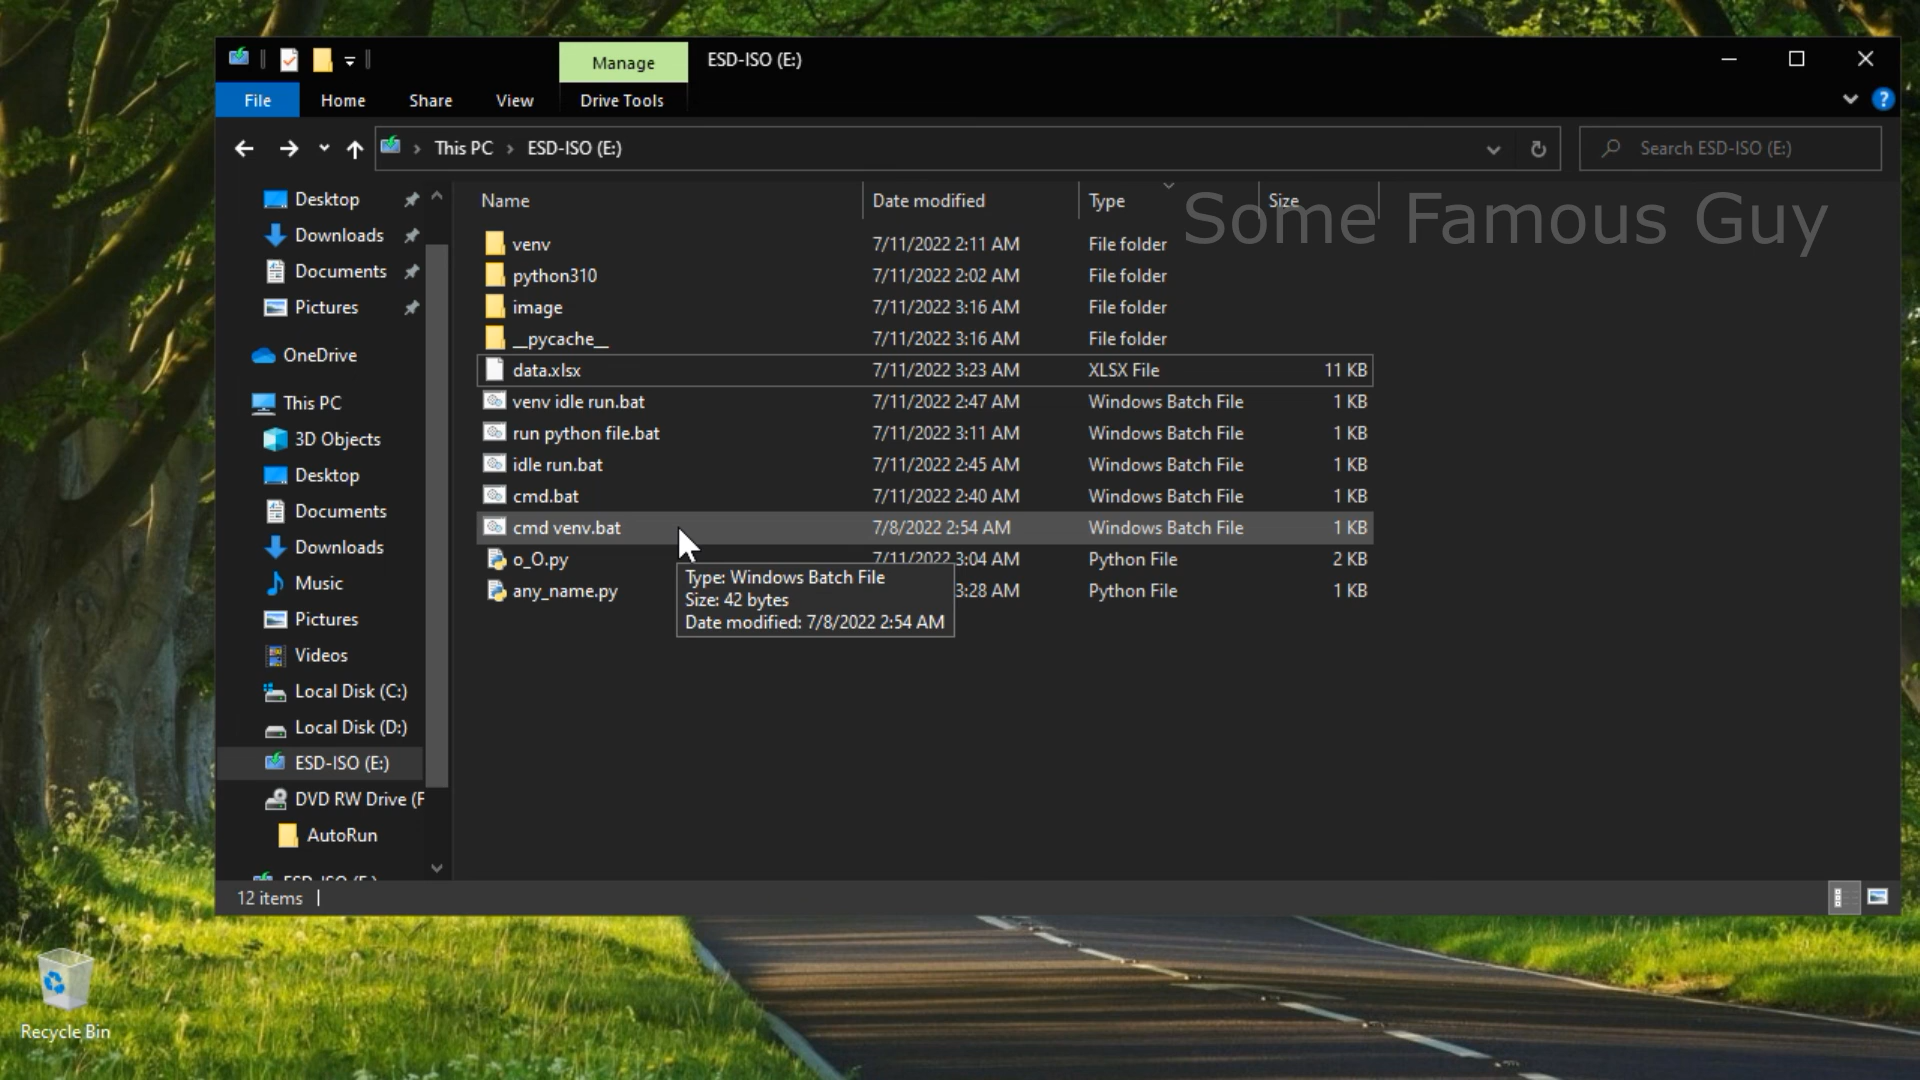 Manage
ESD-ISO (E:)
File
Home
Share
View
Drive Tools
This PC
ESD-ISO (E:)
Search ESD-ISO (E:)
Some Famous Guy
Name
Date modified
Type
Size
Desktop
Downloads
Documents
Pictures
OneDrive
This PC
3D Objects
Desktop
Documents
Downloads
Music
Pictures
Videos
Local Disk (C:)
Local Disk (D:)
ESD-ISO (E:)
DVD RW Drive (F
AutoRun
venv 7/11/2022 2:11 AM File folder
python310 7/11/2022 2:02 AM File folder
image 7/11/2022 3:16 AM File folder
__pycache__ 7/11/2022 3:16 AM File folder
data.xlsx 7/11/2022 3:23 AM XLSX File 11 KB
venv idle run.bat 7/11/2022 2:47 AM Windows Batch File 1 KB
run python file.bat 7/11/2022 3:11 AM Windows Batch File 1 KB
idle run.bat 7/11/2022 2:45 AM Windows Batch File 1 KB
cmd.bat 7/11/2022 2:40 AM Windows Batch File 1 KB
cmd venv.bat 7/8/2022 2:54 AM Windows Batch File 1 KB
o_O.py 7/11/2022 3:04 AM Python File 2 KB
any_name.py 3:28 AM Python File 1 KB
Type: Windows Batch File
Size: 42 bytes
Date modified: 7/8/2022 2:54 AM
12 items
Recycle Bin